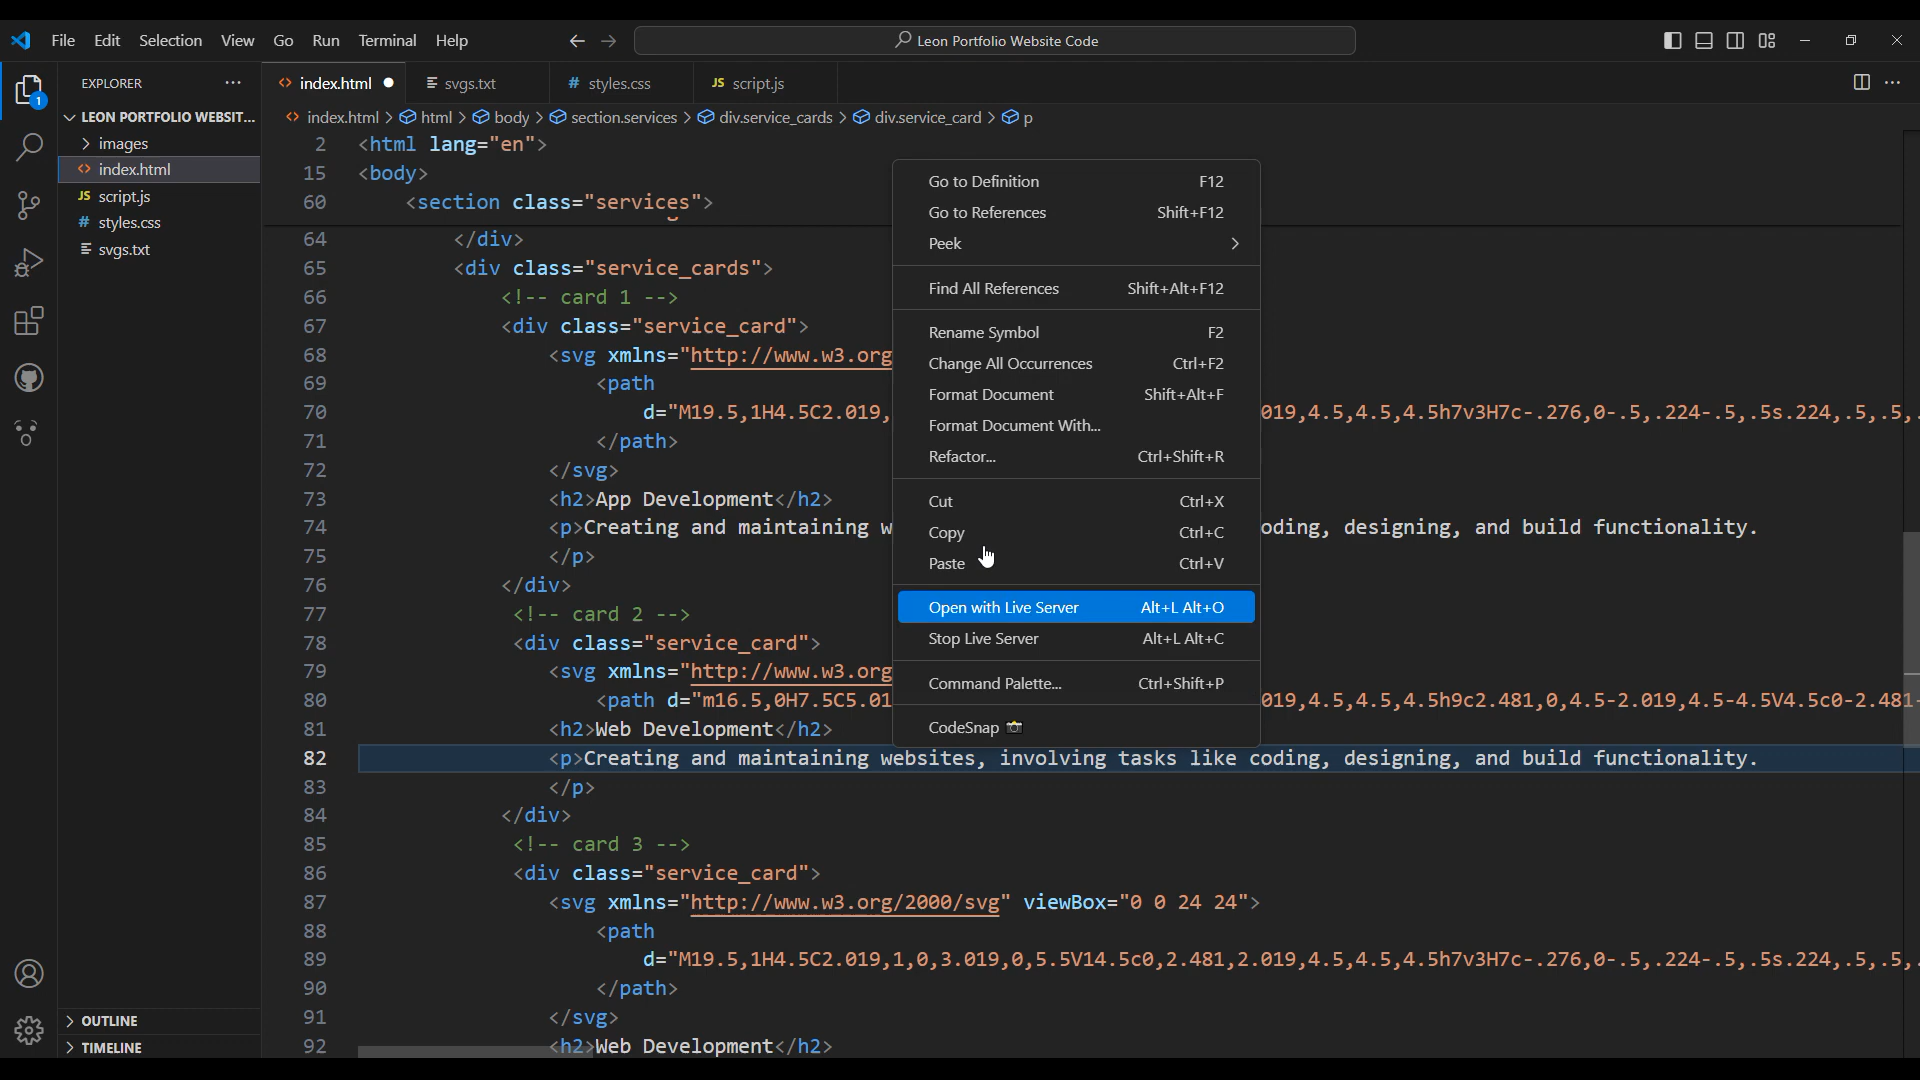 File Edit Selection View Go Run Terminal Help
Leon Portfolio Website Code
EXPLORER
index.html
svgs.txt
styles.css
script.js
1
LEON PORTFOLIO WEBSIT...
images
index.html
script.js
styles.css
svgs.txt
OUTLINE
TIMELINE
index.html > html > body > section.services > div.service_cards > div.service_card > p
2 <html lang="en">
15 <body>
60 <section class="services">
64 </div>
65 <div class="service_cards">
66 <!-- card 1 -->
67 <div class="service_card">
68 <svg xmlns="http://www.w3.org
69 <path
70 d="M19.5,1H4.5C2.019, 019,4.5,4.5,4.5h7v3H7c-.276,0-.5,.224-.5,.5s.224,.5,.5,.
71 </path>
72 </svg>
73 <h2>App Development</h2>
74 <p>Creating and maintaining w oding, designing, and build functionality.
75 </p>
76 </div>
77 <!-- card 2 -->
78 <div class="service_card">
79 <svg xmlns="http://www.w3.org
80 <path d="m16.5,0H7.5C5.01 019,4.5,4.5,4.5h9c2.481,0,4.5-2.019,4.5-4.5V4.5c0-2.481-
81 <h2>Web Development</h2>
82 <p>Creating and maintaining websites, involving tasks like coding, designing, and build functionality.
83 </p>
84 </div>
85 <!-- card 3 -->
86 <div class="service_card">
87 <svg xmlns="http://www.w3.org/2000/svg" viewBox="0 0 24 24">
88 <path
89 d="M19.5,1H4.5C2.019,1,0,3.019,0,5.5V14.5c0,2.481,2.019,4.5,4.5,4.5h7v3H7c-.276,0-.5,.224-.5,.5s.224,.5,.5,.
90 </path>
91 </svg>
92 <h2>Web Development</h2>
Go to Definition F12
Go to References Shift+F12
Peek
Find All References Shift+Alt+F12
Rename Symbol F2
Change All Occurrences Ctrl+F2
Format Document Shift+Alt+F
Format Document With...
Refactor... Ctrl+Shift+R
Cut Ctrl+X
Copy Ctrl+C
Paste Ctrl+V
Open with Live Server Alt+L Alt+O
Stop Live Server Alt+L Alt+C
Command Palette... Ctrl+Shift+P
CodeSnap 📸